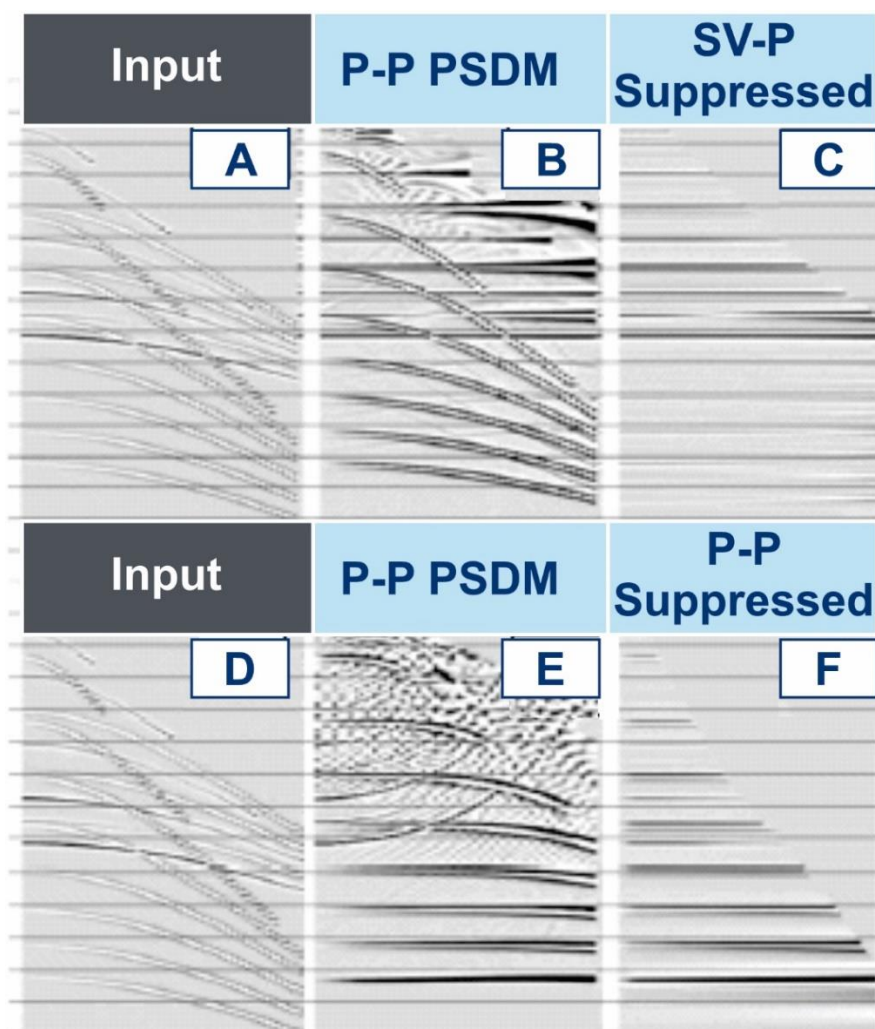 Input
P-P PSDM
SV-P
Suppressed
A
B
C
Input
P-P PSDM
P-P
Suppressed
D
E
F